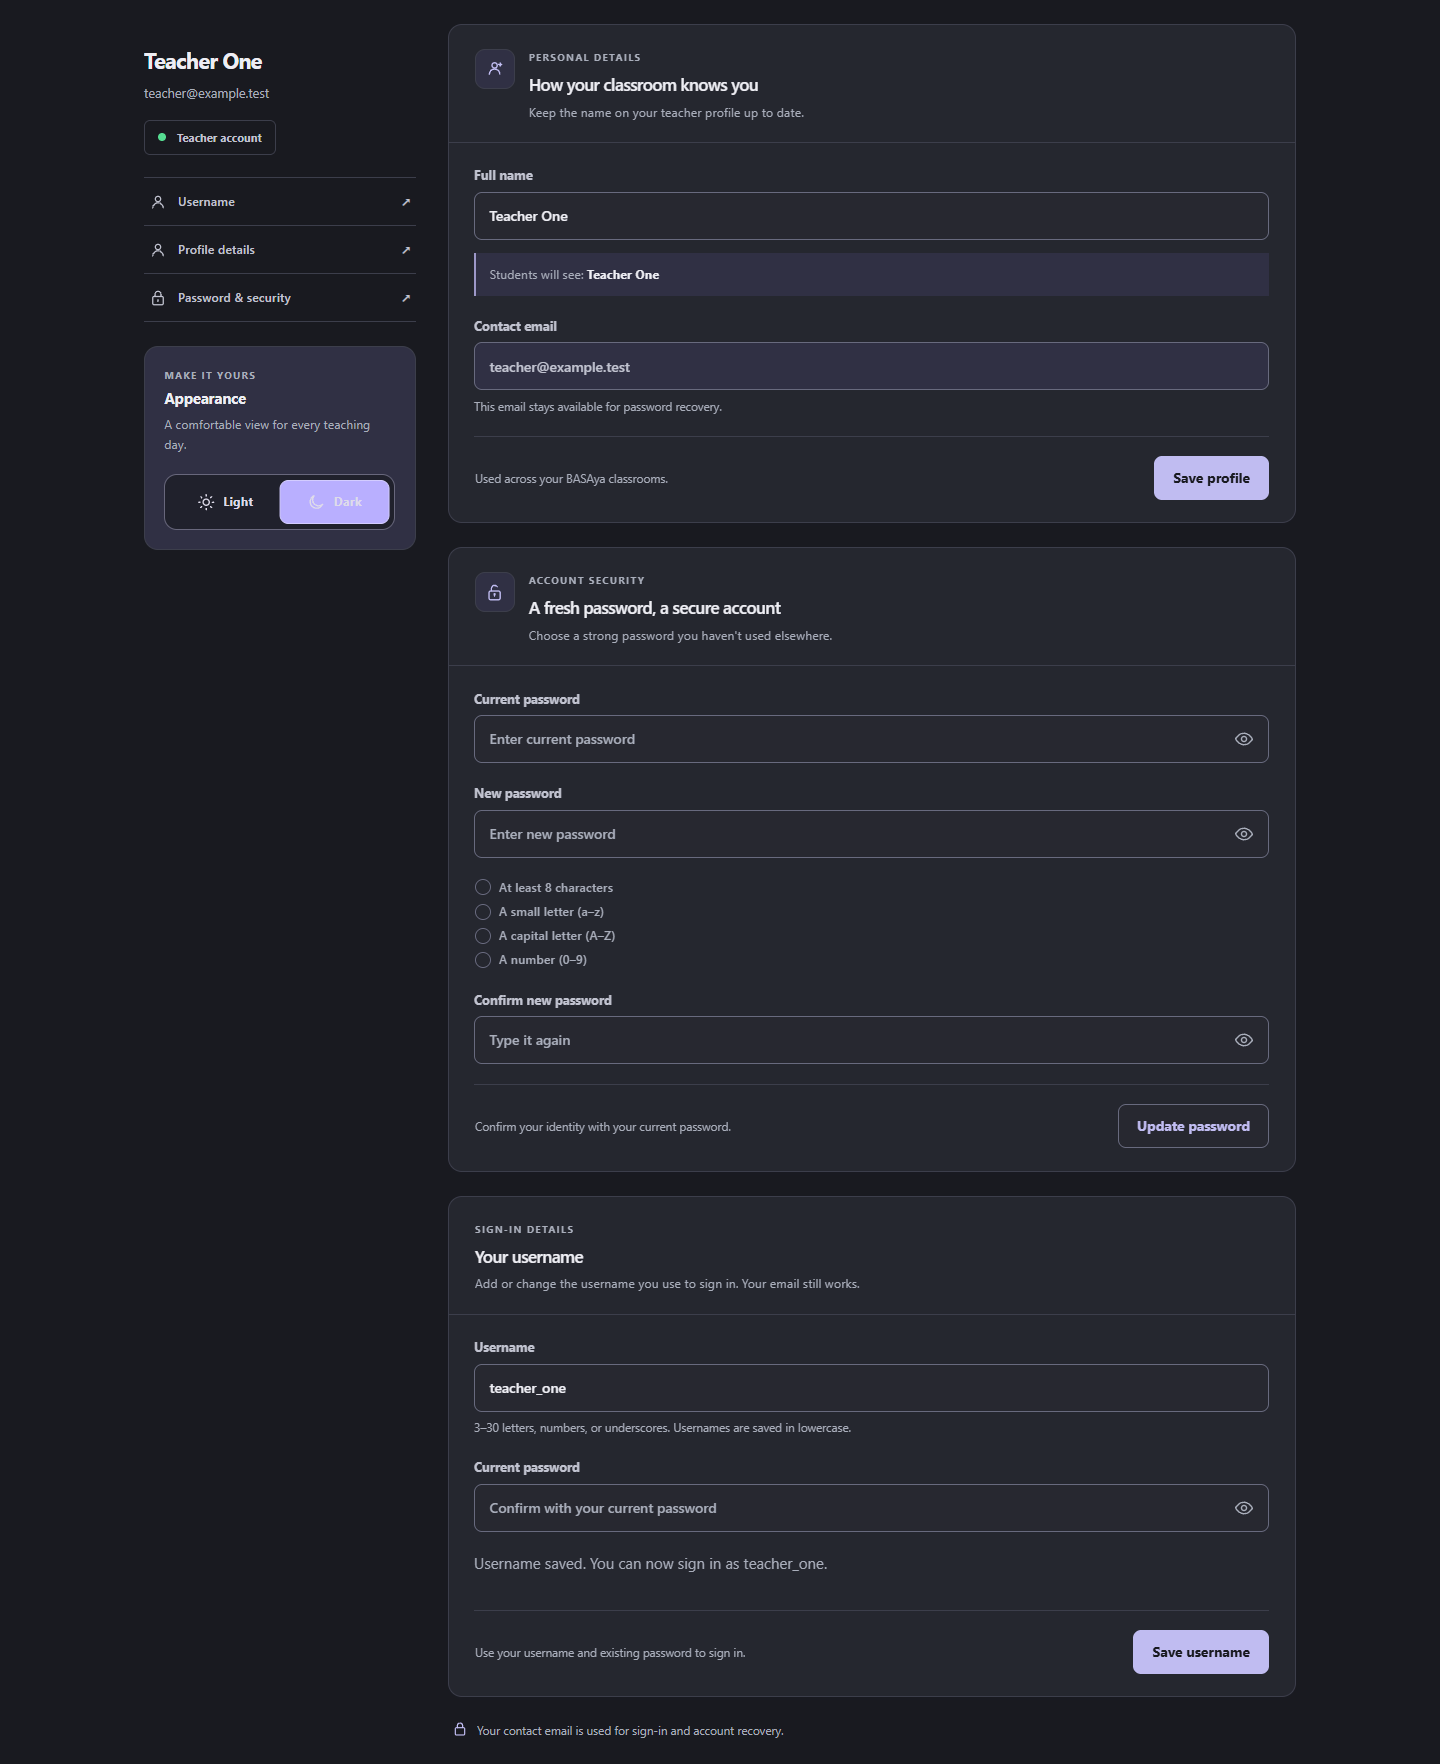 Teacher One
teacher@example.test
Teacher account
Username
Profile details
Password & security
MAKE IT YOURS
Appearance
A comfortable view for every teaching
day.
Light
Dark
PERSONAL DETAILS
How your classroom knows you
Keep the name on your teacher profile up to date.
Full name
Teacher One
Students will see: Teacher One
Contact email
teacher@example.test
This email stays available for password recovery.
Used across your BASAya classrooms.
Save profile
ACCOUNT SECURITY
A fresh password, a secure account
Choose a strong password you haven't used elsewhere.
Current password
Enter current password
New password
Enter new password
At least 8 characters
A small letter (a–z)
A capital letter (A–Z)
A number (0–9)
Confirm new password
Type it again
Confirm your identity with your current password.
Update password
SIGN-IN DETAILS
Your username
Add or change the username you use to sign in. Your email still works.
Username
teacher_one
3–30 letters, numbers, or underscores. Usernames are saved in lowercase.
Current password
Confirm with your current password
Username saved. You can now sign in as teacher_one.
Use your username and existing password to sign in.
Save username
Your contact email is used for sign-in and account recovery.